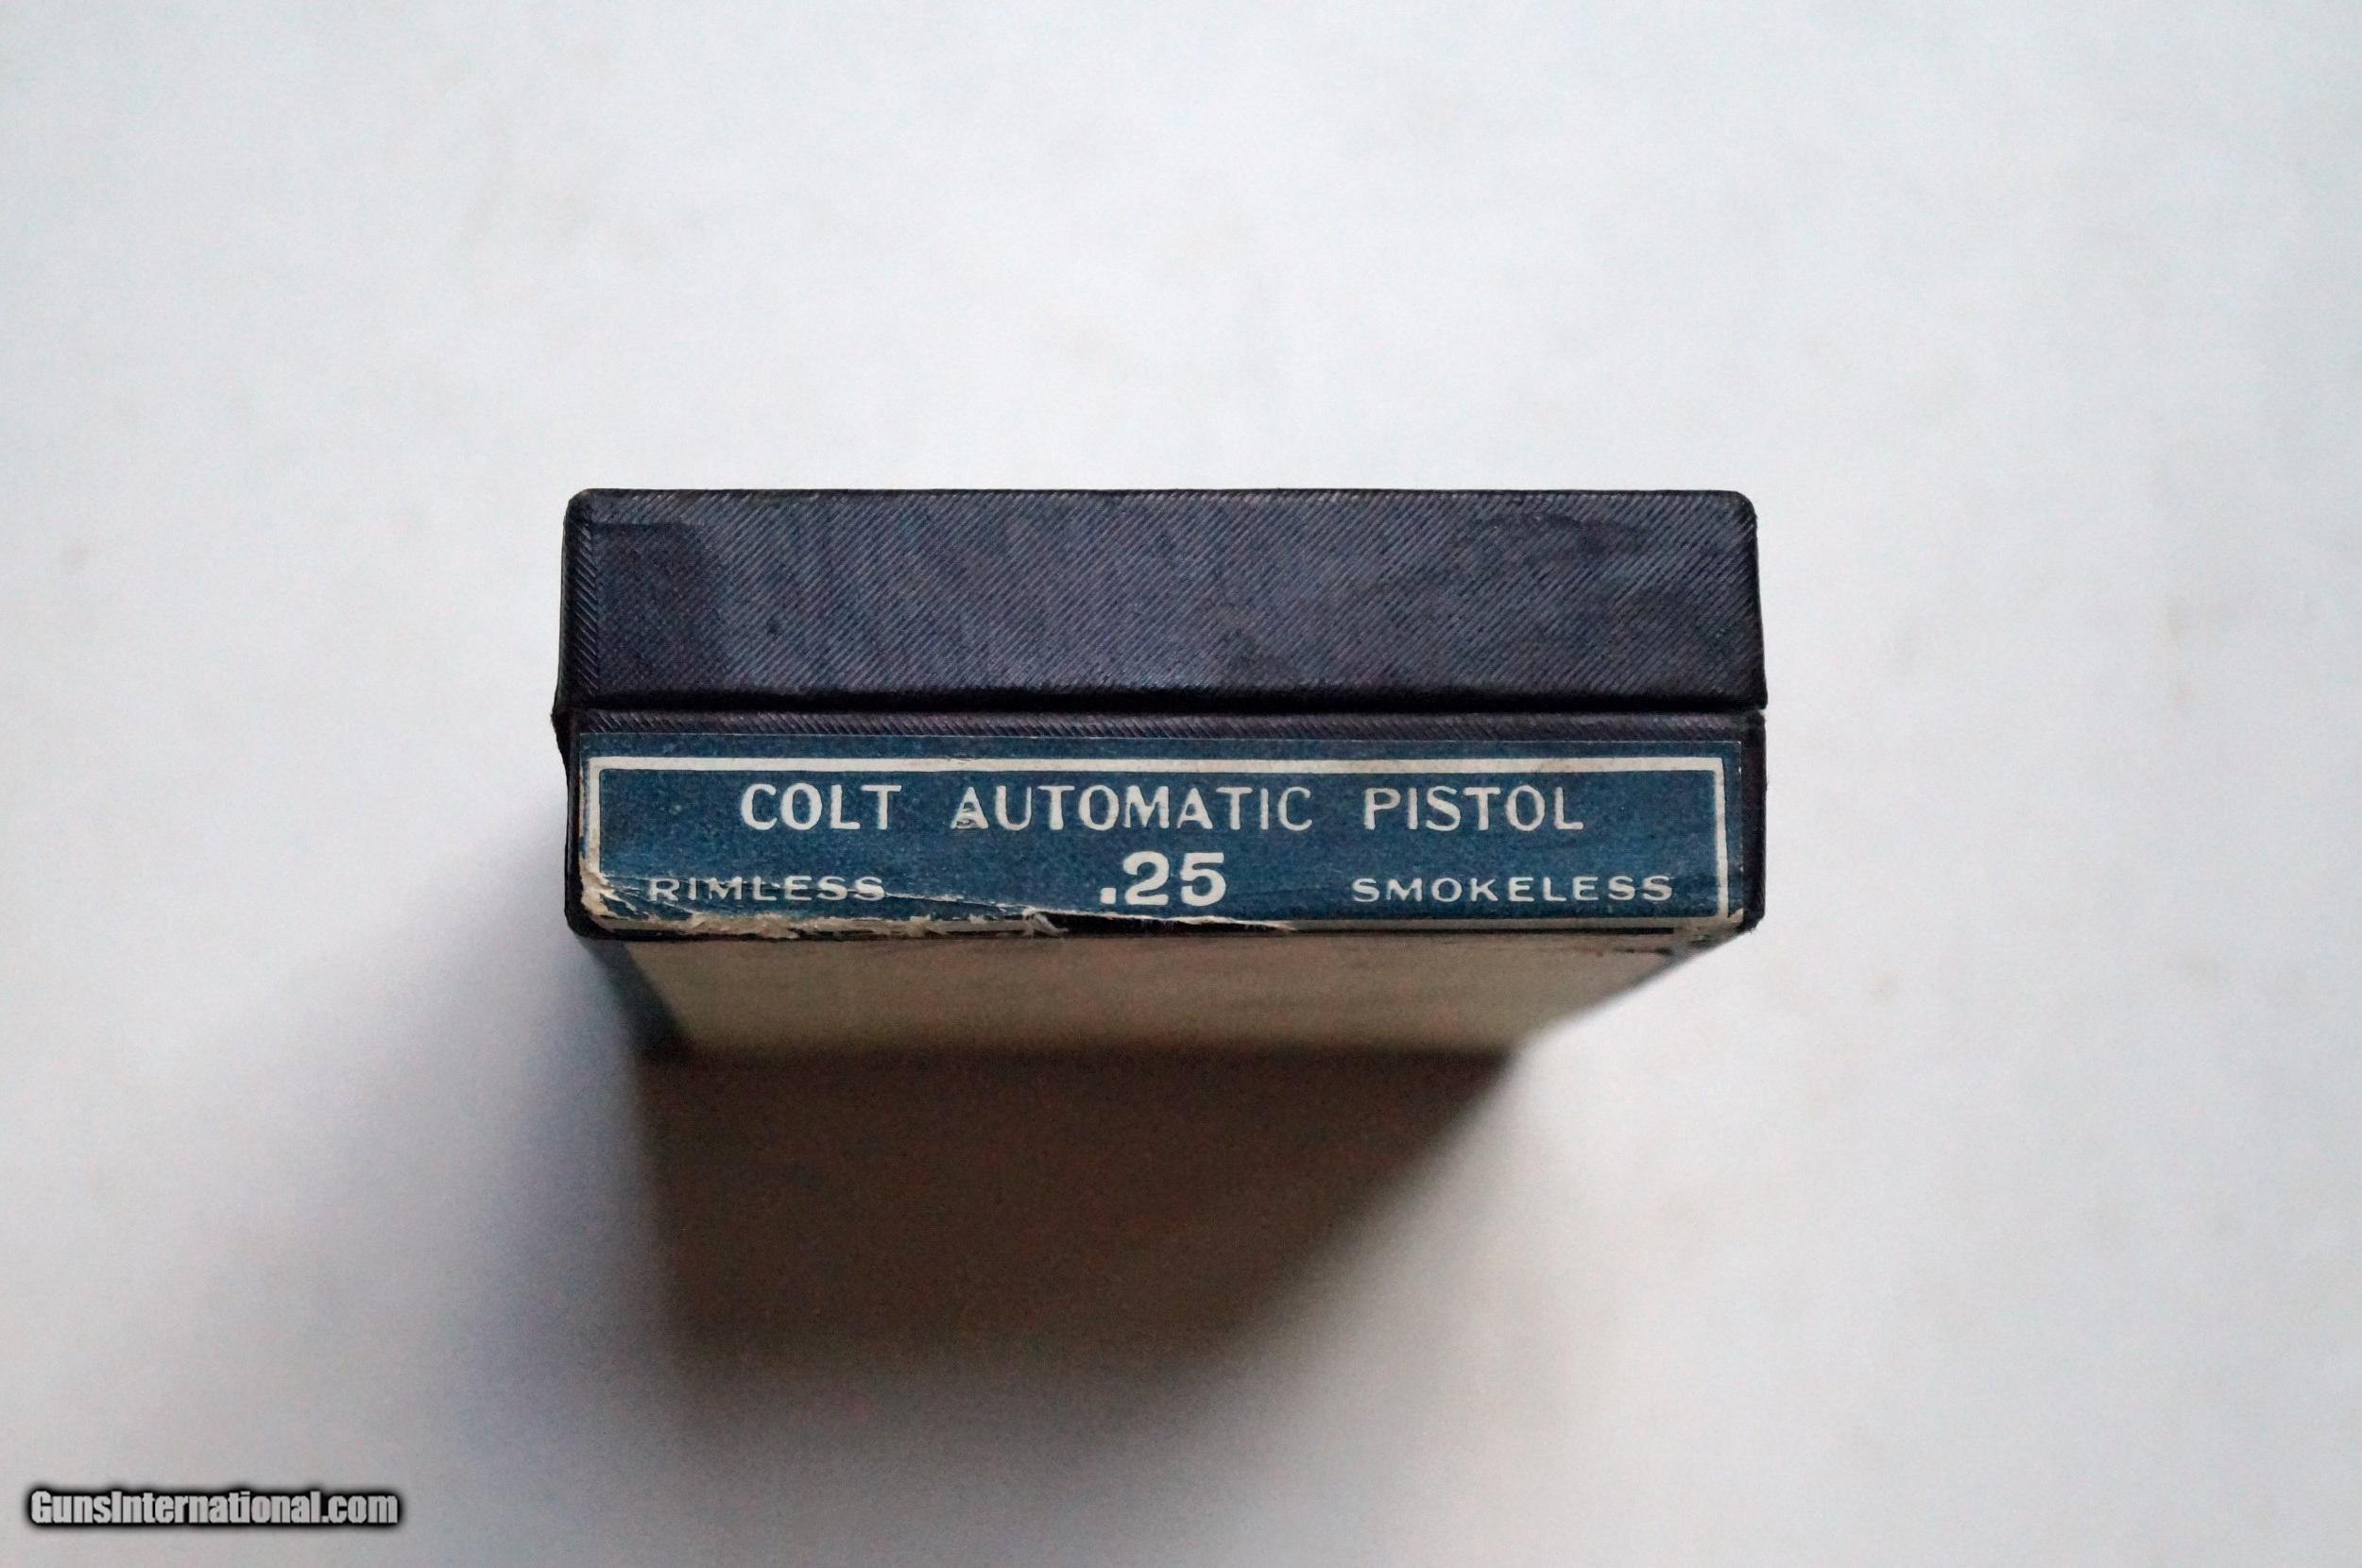 COLT AUTOMATIC PISTOL
RIMLESS .25 SMOKELESS
GunsInternational.com